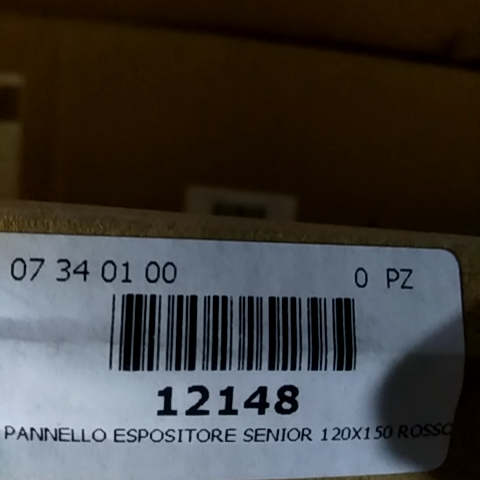 07 34 01 00 0 PZ
12148
PANNELLO ESPOSITORE SENIOR 120X150 ROSSO